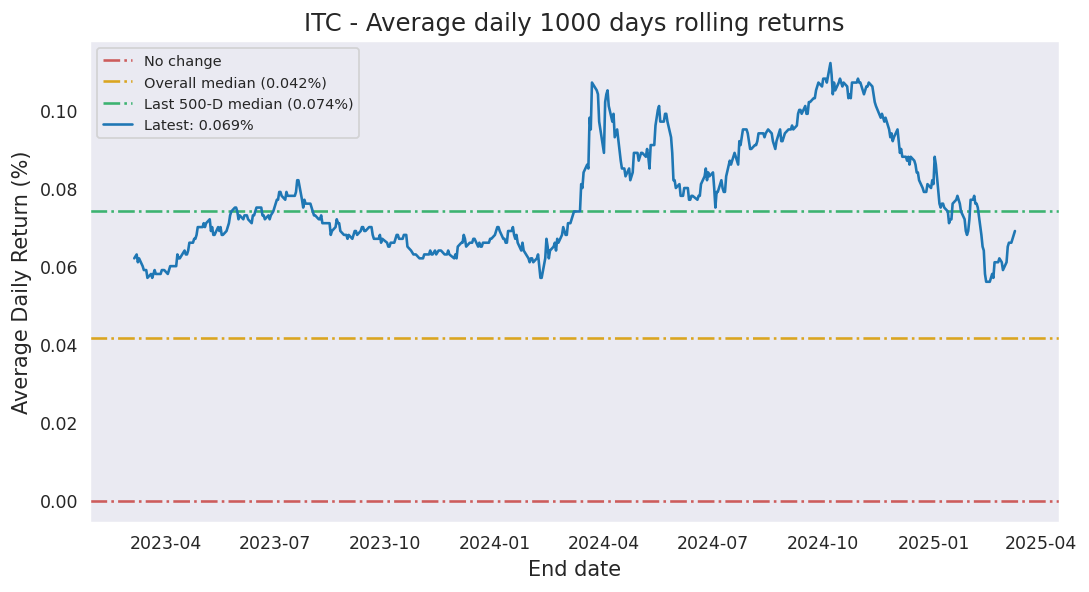 ITC - Average daily 1000 days rolling returns
No change
Overall median (0.042%)
Last 500-D median (0.074%)
Latest: 0.069%
Average Daily Return (%)
0.10
0.08
0.06
0.04
0.02
0.00
2023-04 2023-07 2023-10 2024-01 2024-04 2024-07 2024-10 2025-01 2025-04
End date